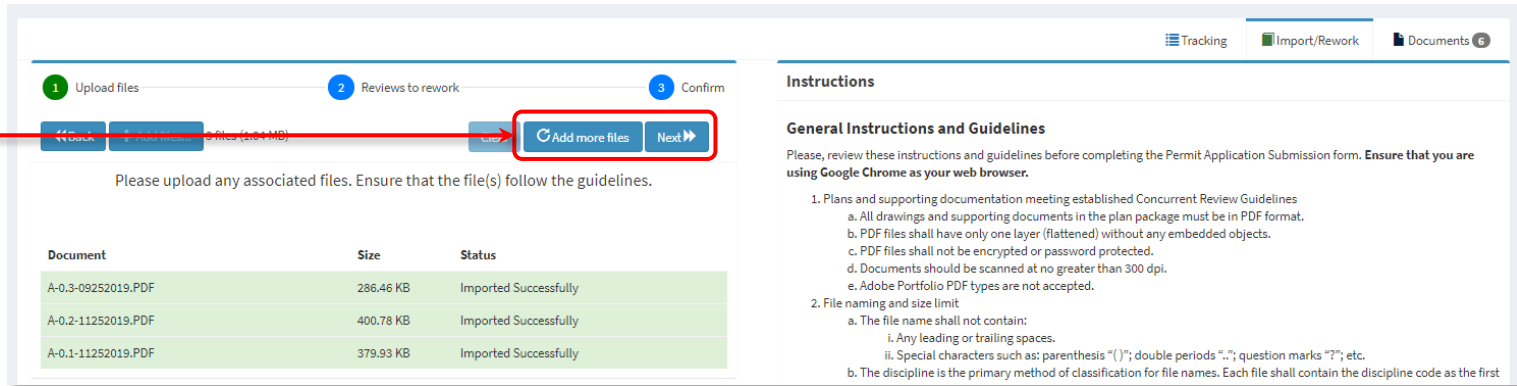 Tracking Import/Rework Documents 6
1 Upload files 2 Reviews to rework 3 Confirm
Back Add files... 3 files (1.04 MB) Clear Add more files Next
Please upload any associated files. Ensure that the file(s) follow the guidelines.
Document Size Status
A-0.3-09252019.PDF 286.46 KB Imported Successfully
A-0.2-11252019.PDF 400.78 KB Imported Successfully
A-0.1-11252019.PDF 379.93 KB Imported Successfully
Instructions
General Instructions and Guidelines
Please, review these instructions and guidelines before completing the Permit Application Submission form. Ensure that you are
using Google Chrome as your web browser.
1. Plans and supporting documentation meeting established Concurrent Review Guidelines
a. All drawings and supporting documents in the plan package must be in PDF format.
b. PDF files shall have only one layer (flattened) without any embedded objects.
c. PDF files shall not be encrypted or password protected.
d. Documents should be scanned at no greater than 300 dpi.
e. Adobe Portfolio PDF types are not accepted.
2. File naming and size limit
a. The file name shall not contain:
i. Any leading or trailing spaces.
ii. Special characters such as: parenthesis “( )”; double periods “..”; question marks “?”; etc.
b. The discipline is the primary method of classification for file names. Each file shall contain the discipline code as the first